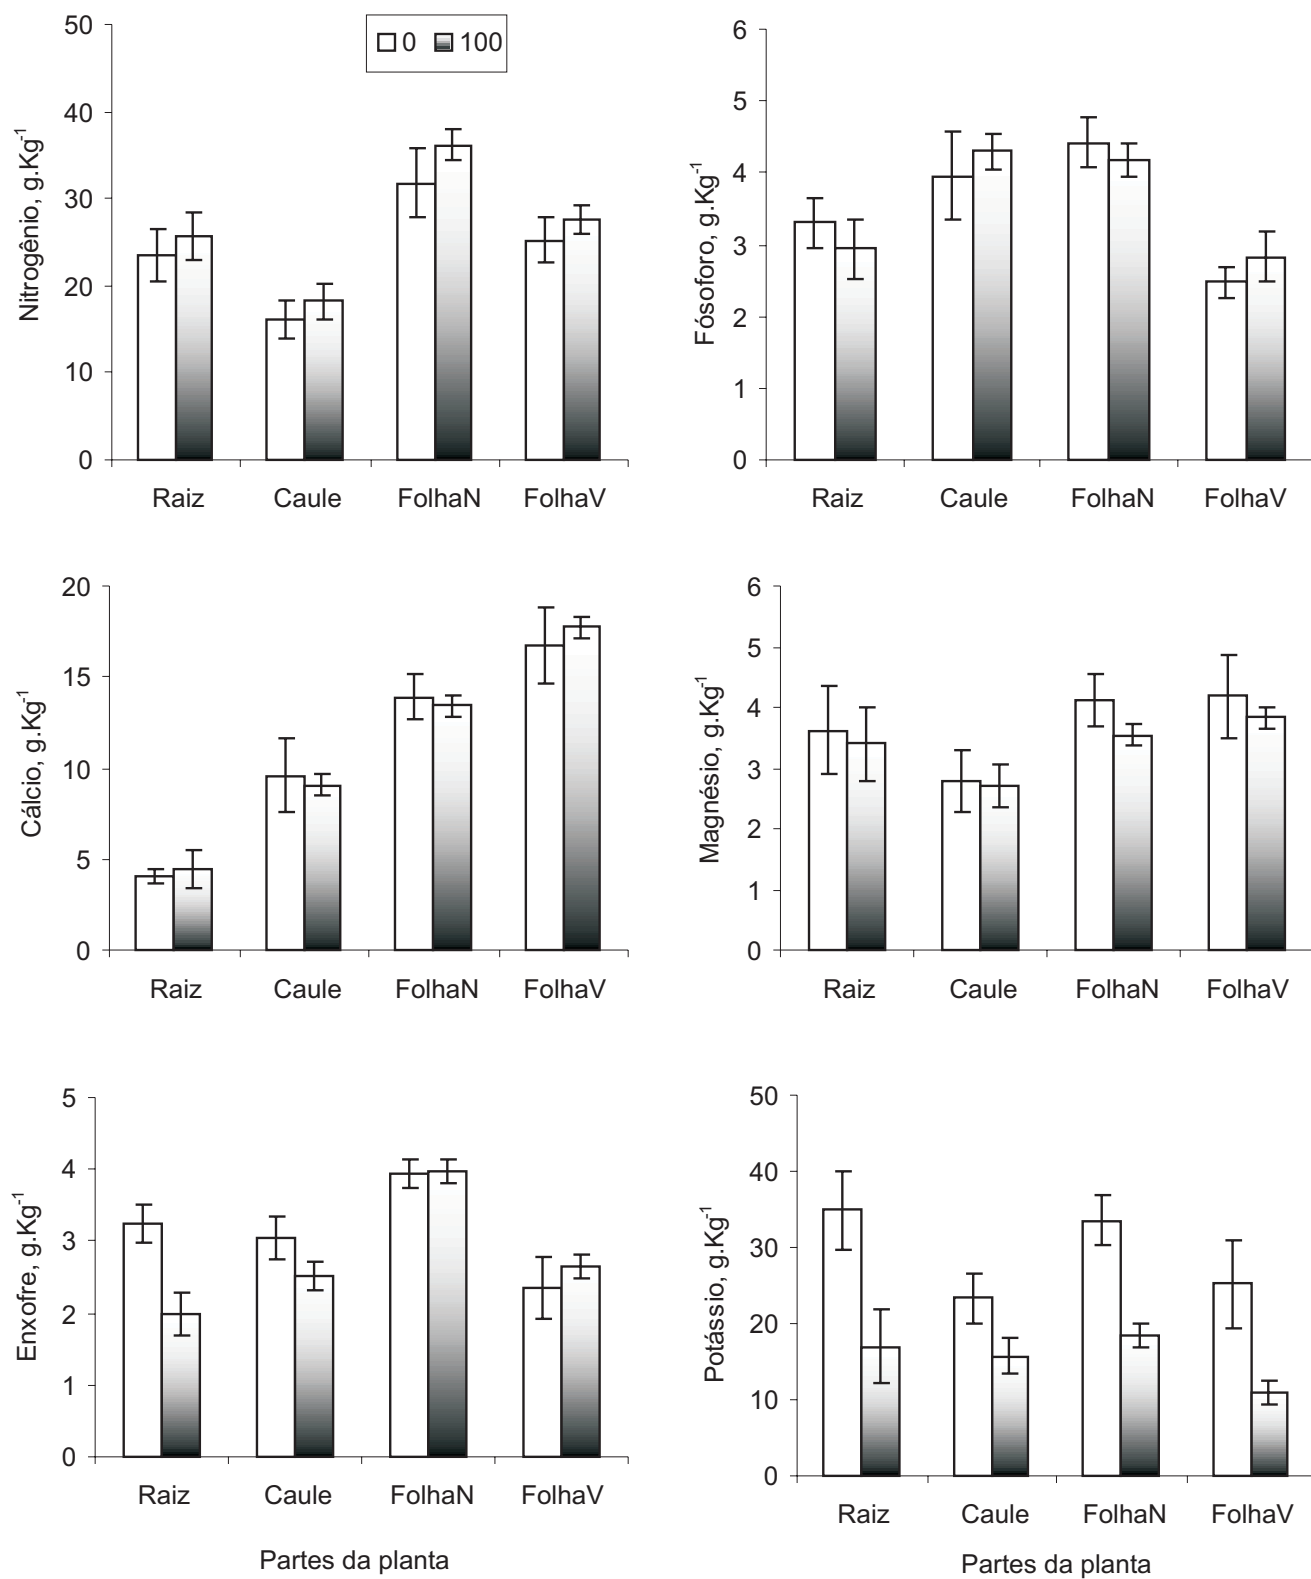 0 100
Nitrogênio, g.Kg⁻¹
50
40
30
20
10
0
Raiz Caule FolhaN FolhaV
Fósoforo, g.Kg⁻¹
6
5
4
3
2
1
0
Raiz Caule FolhaN FolhaV
Cálcio, g.Kg⁻¹
20
15
10
5
0
Raiz Caule FolhaN FolhaV
Magnésio, g.Kg⁻¹
6
5
4
3
2
1
0
Raiz Caule FolhaN FolhaV
Enxofre, g.Kg⁻¹
5
4
3
2
1
0
Raiz Caule FolhaN FolhaV
Partes da planta
Potássio, g.Kg⁻¹
50
40
30
20
10
0
Raiz Caule FolhaN FolhaV
Partes da planta